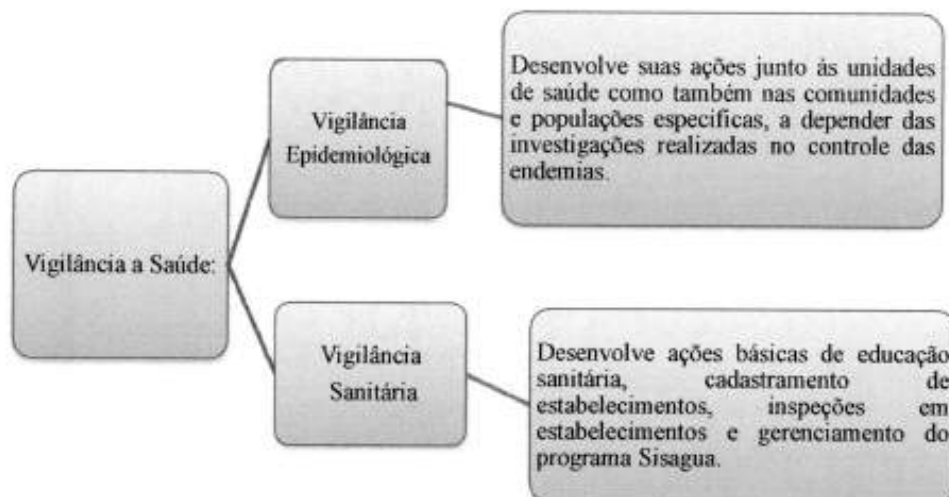 Vigilância a Saúde:
Vigilância
Epidemiológica
Desenvolve suas ações junto às unidades
de saúde como também nas comunidades
e populações especificas, a depender das
investigações realizadas no controle das
endemias.
Vigilância
Sanitária
Desenvolve ações básicas de educação
sanitária, cadastramento de
estabelecimentos, inspeções em
estabelecimentos e gerenciamento do
programa Sisagua.